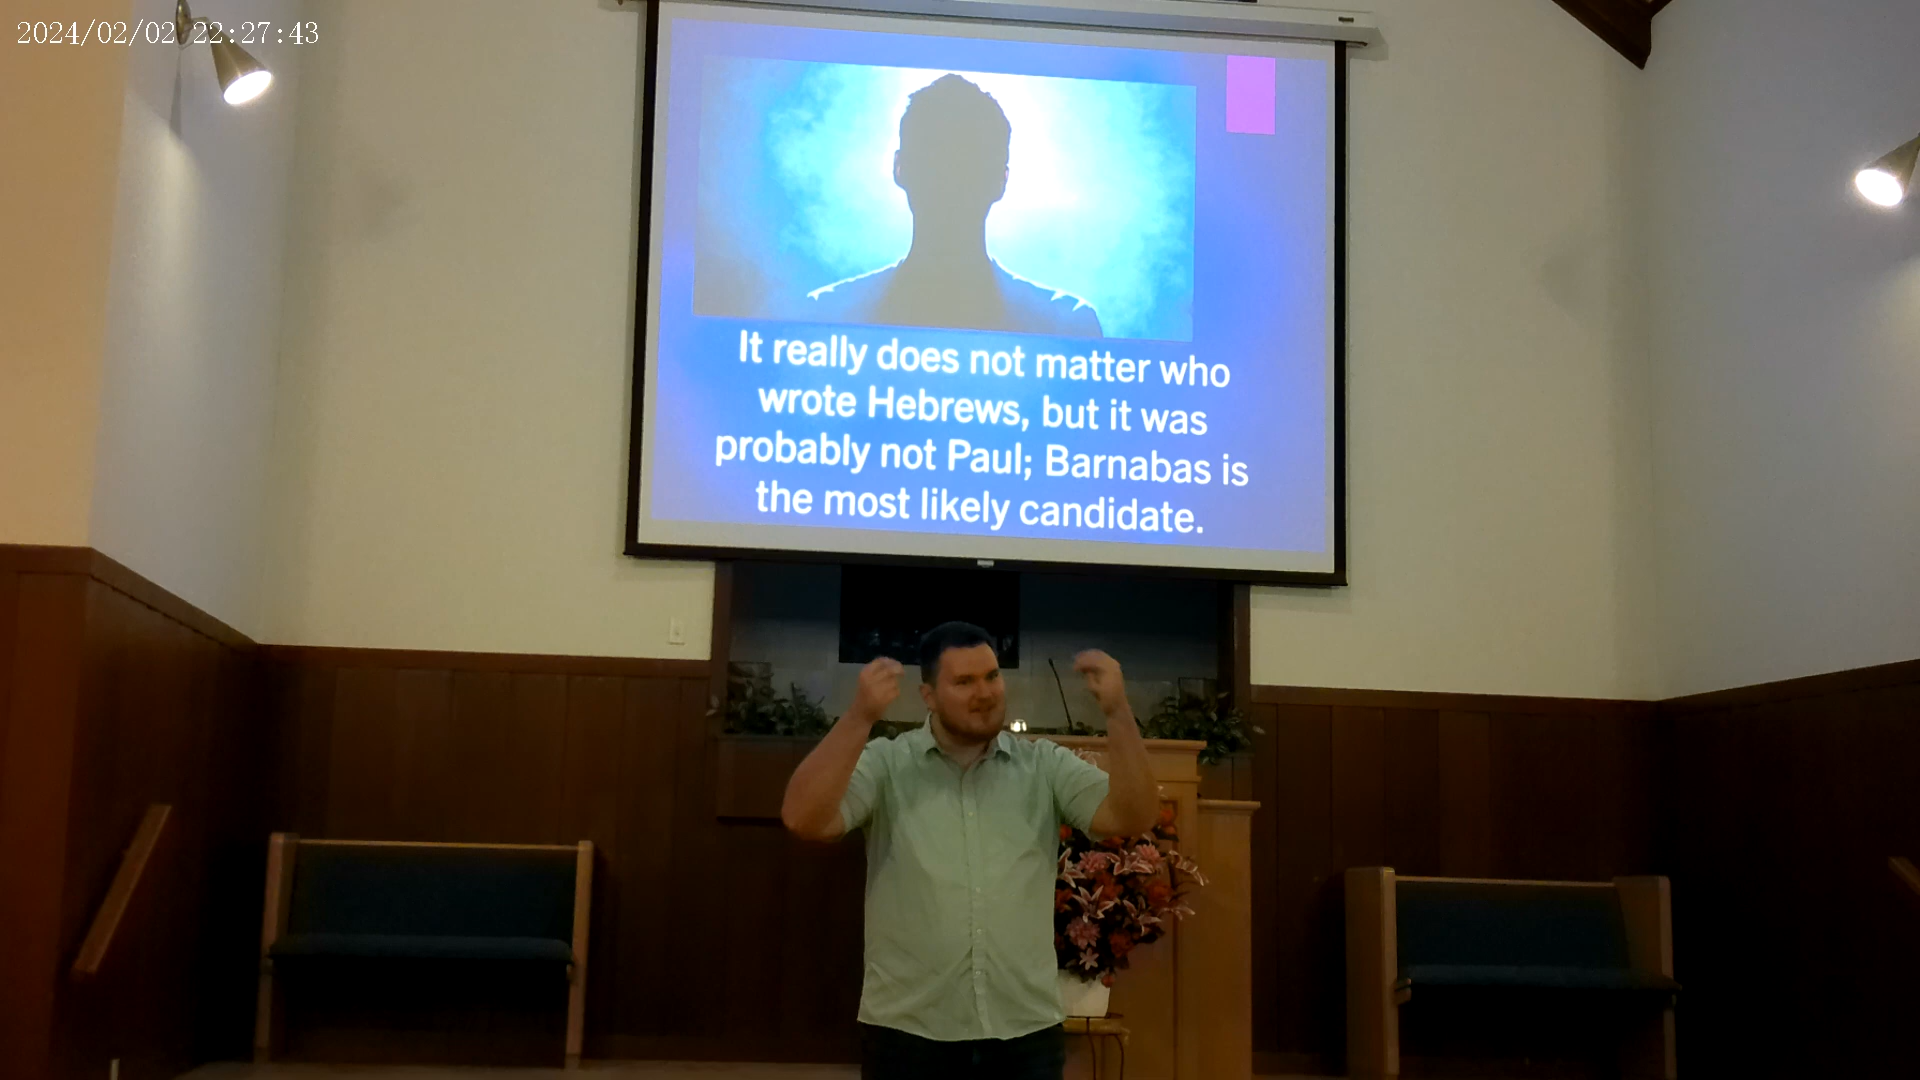 2024/02/02 22:27:43
It really does not matter who
wrote Hebrews, but it was
probably not Paul; Barnabas is
the most likely candidate.